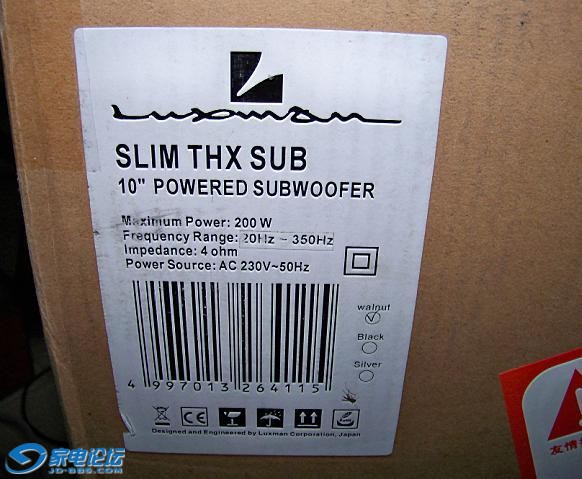 Luxman
SLIM THX SUB
10" POWERED SUBWOOFER
Maximum Power: 200 W
Frequency Range: 20Hz ~ 350Hz
Impedance: 4 ohm
Power Source: AC 230V~50Hz
walnut
Black
Silver
4 997013 264115
CE
Designed and Engineered by Luxman Corporation, Japan
友情
家电论坛
JD-BBS.COM